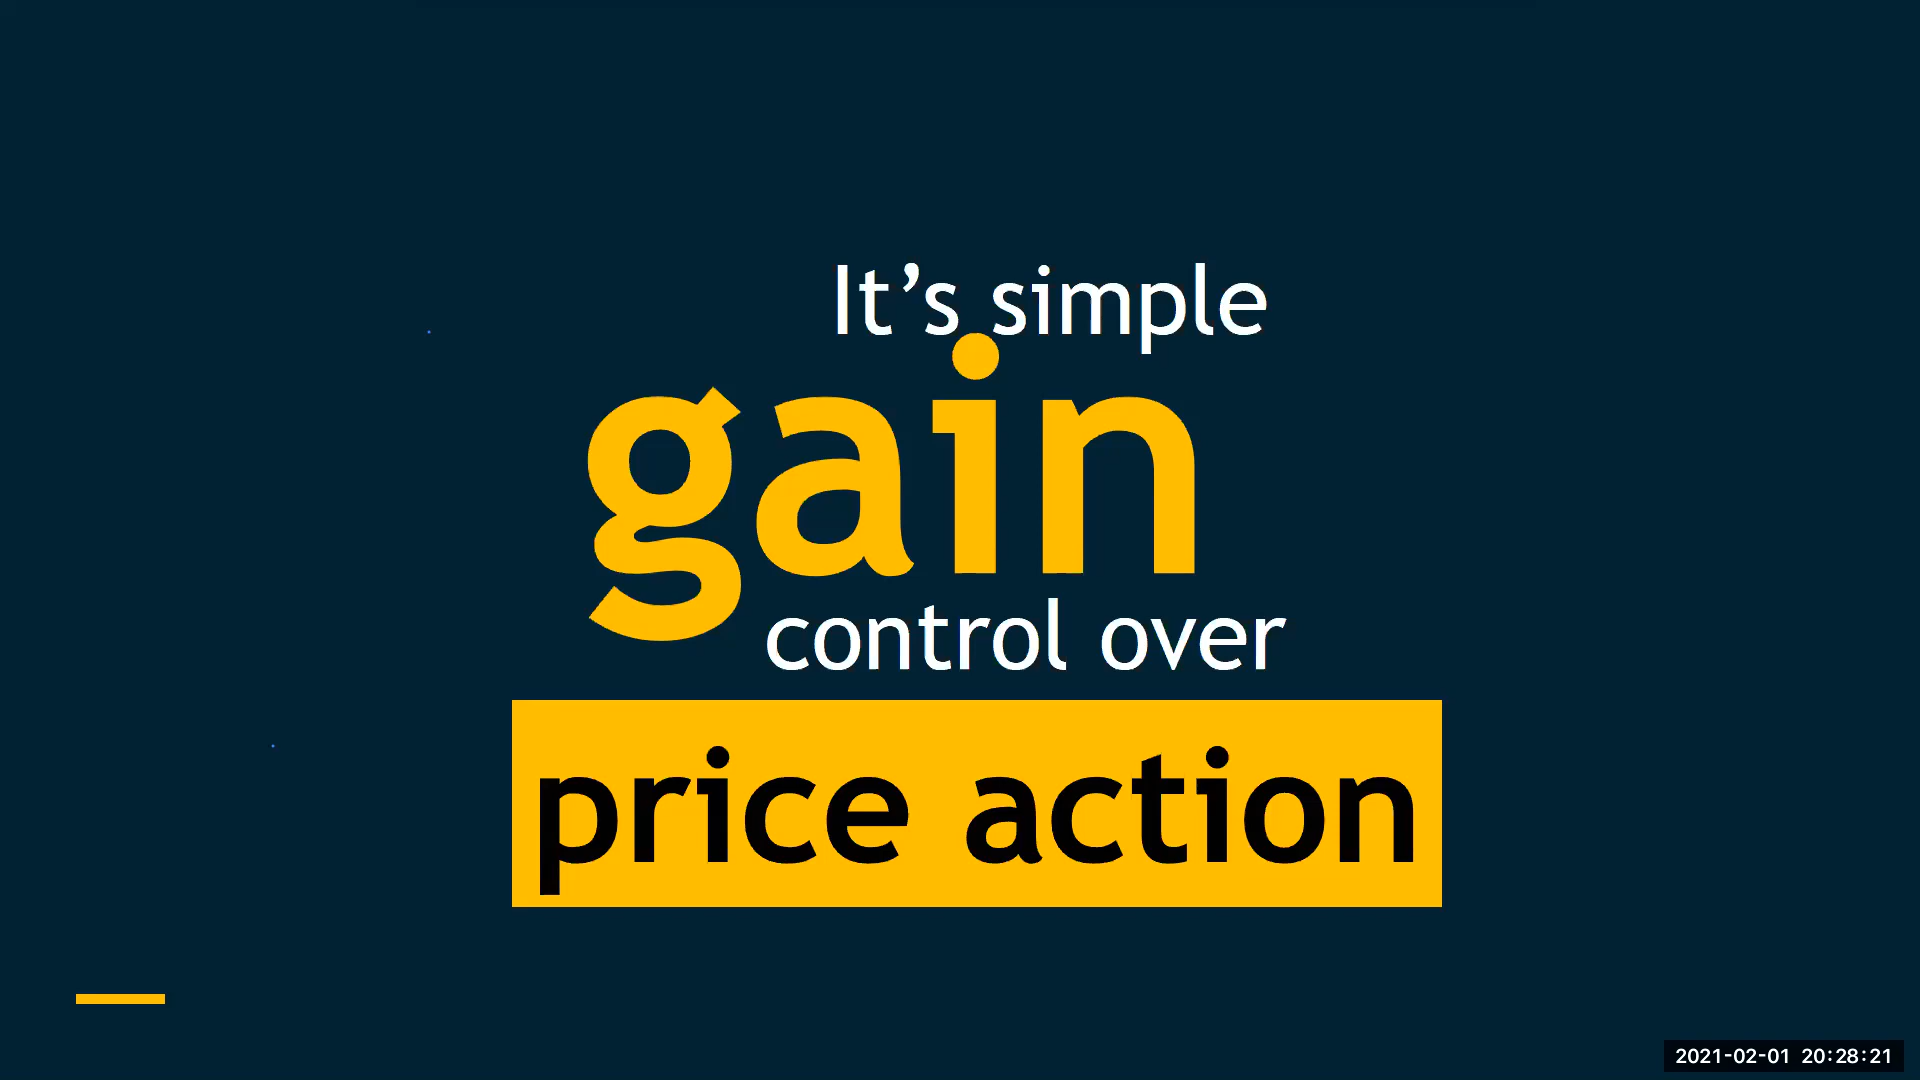 It’s simple
gain
control over
price action
2021-02-01 20:28:21